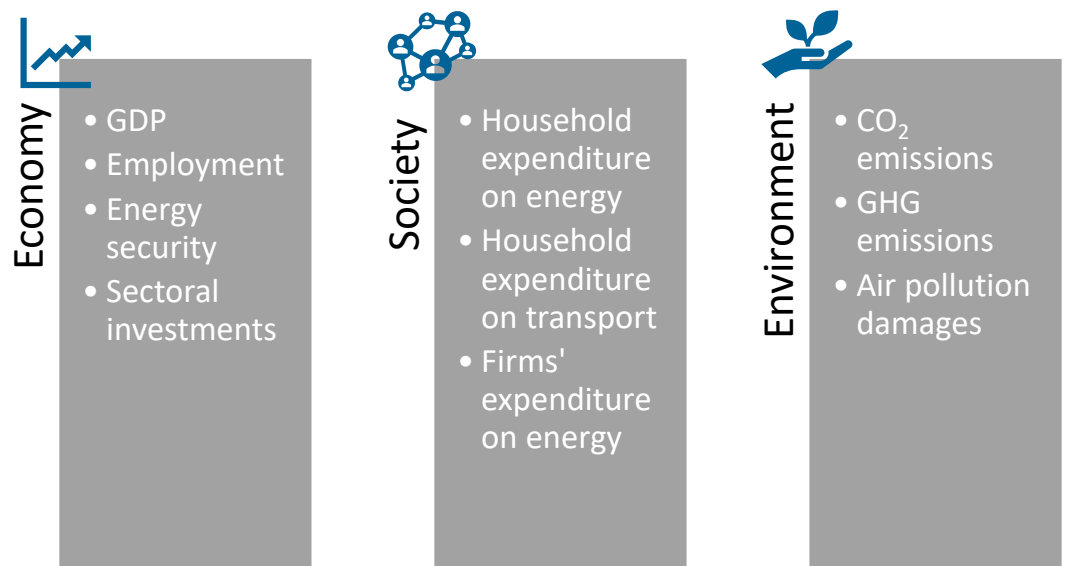 Economy
• GDP
• Employment
• Energy
security
• Sectoral
investments
Society
• Household
expenditure
on energy
• Household
expenditure
on transport
• Firms'
expenditure
on energy
Environment
• CO₂
emissions
• GHG
emissions
• Air pollution
damages